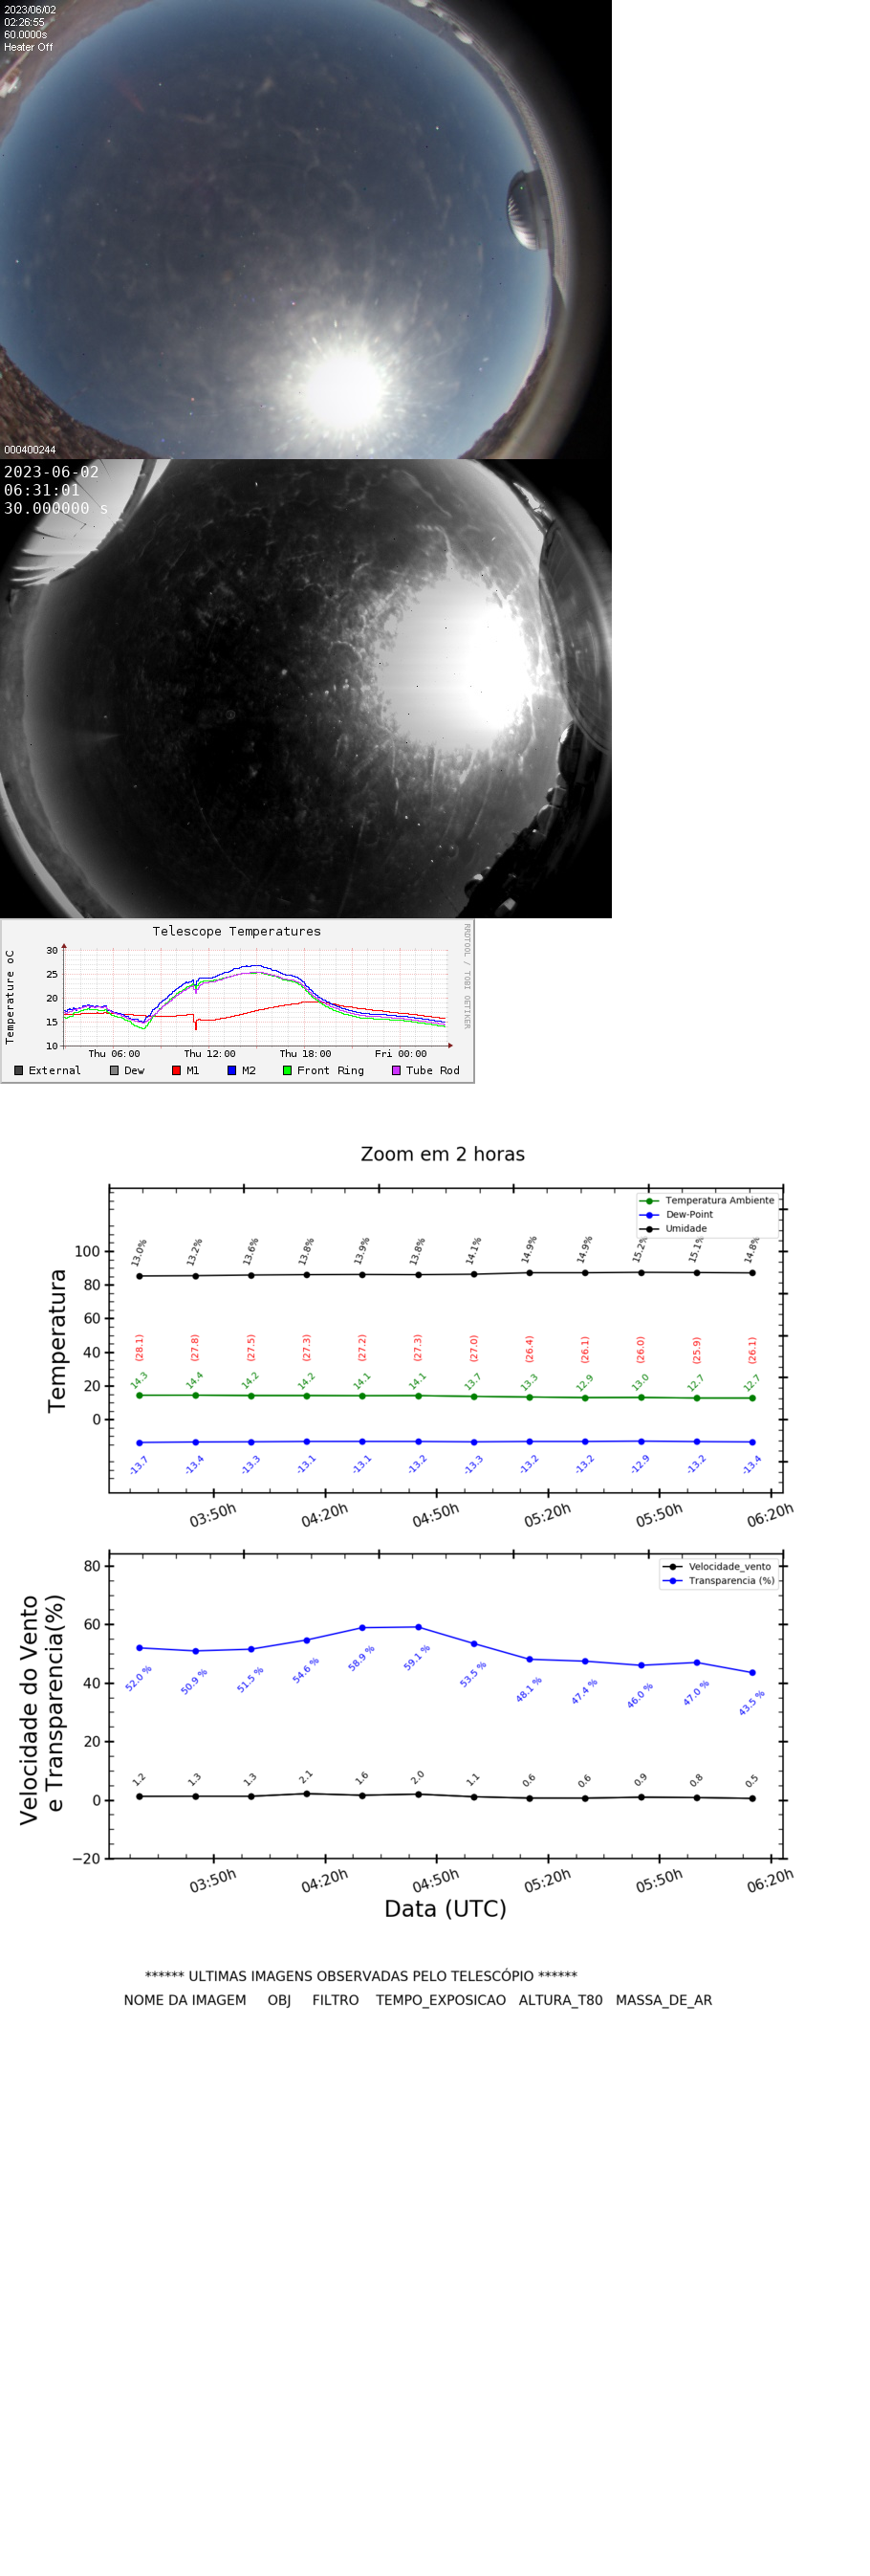 2023/06/02
02:26:55
60.0000s
Heater Off
000400244
2023-06-02
06:31:01
30.000000 s
Telescope Temperatures
RRDTOOL / TOBI OETIKER
Temperature oC
30
25
20
15
10
Thu 06:00 Thu 12:00 Thu 18:00 Fri 00:00
External Dew M1 M2 Front Ring Tube Rod
Zoom em 2 horas
Temperatura Ambiente
Dew-Point
Umidade
Temperatura
100
80
60
40
20
0
13.0% 13.2% 13.6% 13.8% 13.9% 13.8% 14.1% 14.9% 14.9% 15.2% 15.1% 14.8%
(28.1) (27.8) (27.5) (27.3) (27.2) (27.3) (27.0) (26.4) (26.1) (26.0) (25.9) (26.1)
14.3 14.4 14.2 14.2 14.1 14.1 13.7 13.3 12.9 13.0 12.7 12.7
-13.7 -13.4 -13.3 -13.1 -13.1 -13.2 -13.3 -13.2 -13.2 -12.9 -13.2 -13.4
03:50h 04:20h 04:50h 05:20h 05:50h 06:20h
Velocidade_vento
Transparencia (%)
Velocidade do Vento
e Transparencia(%)
80
60
40
20
0
−20
52.0 % 50.9 % 51.5 % 54.6 % 58.9 % 59.1 % 53.5 % 48.1 % 47.4 % 46.0 % 47.0 % 43.5 %
1.2 1.3 1.3 2.1 1.6 2.0 1.1 0.6 0.6 0.9 0.8 0.5
03:50h 04:20h 04:50h 05:20h 05:50h 06:20h
Data (UTC)
****** ULTIMAS IMAGENS OBSERVADAS PELO TELESCÓPIO ******
NOME DA IMAGEM OBJ FILTRO TEMPO_EXPOSICAO ALTURA_T80 MASSA_DE_AR